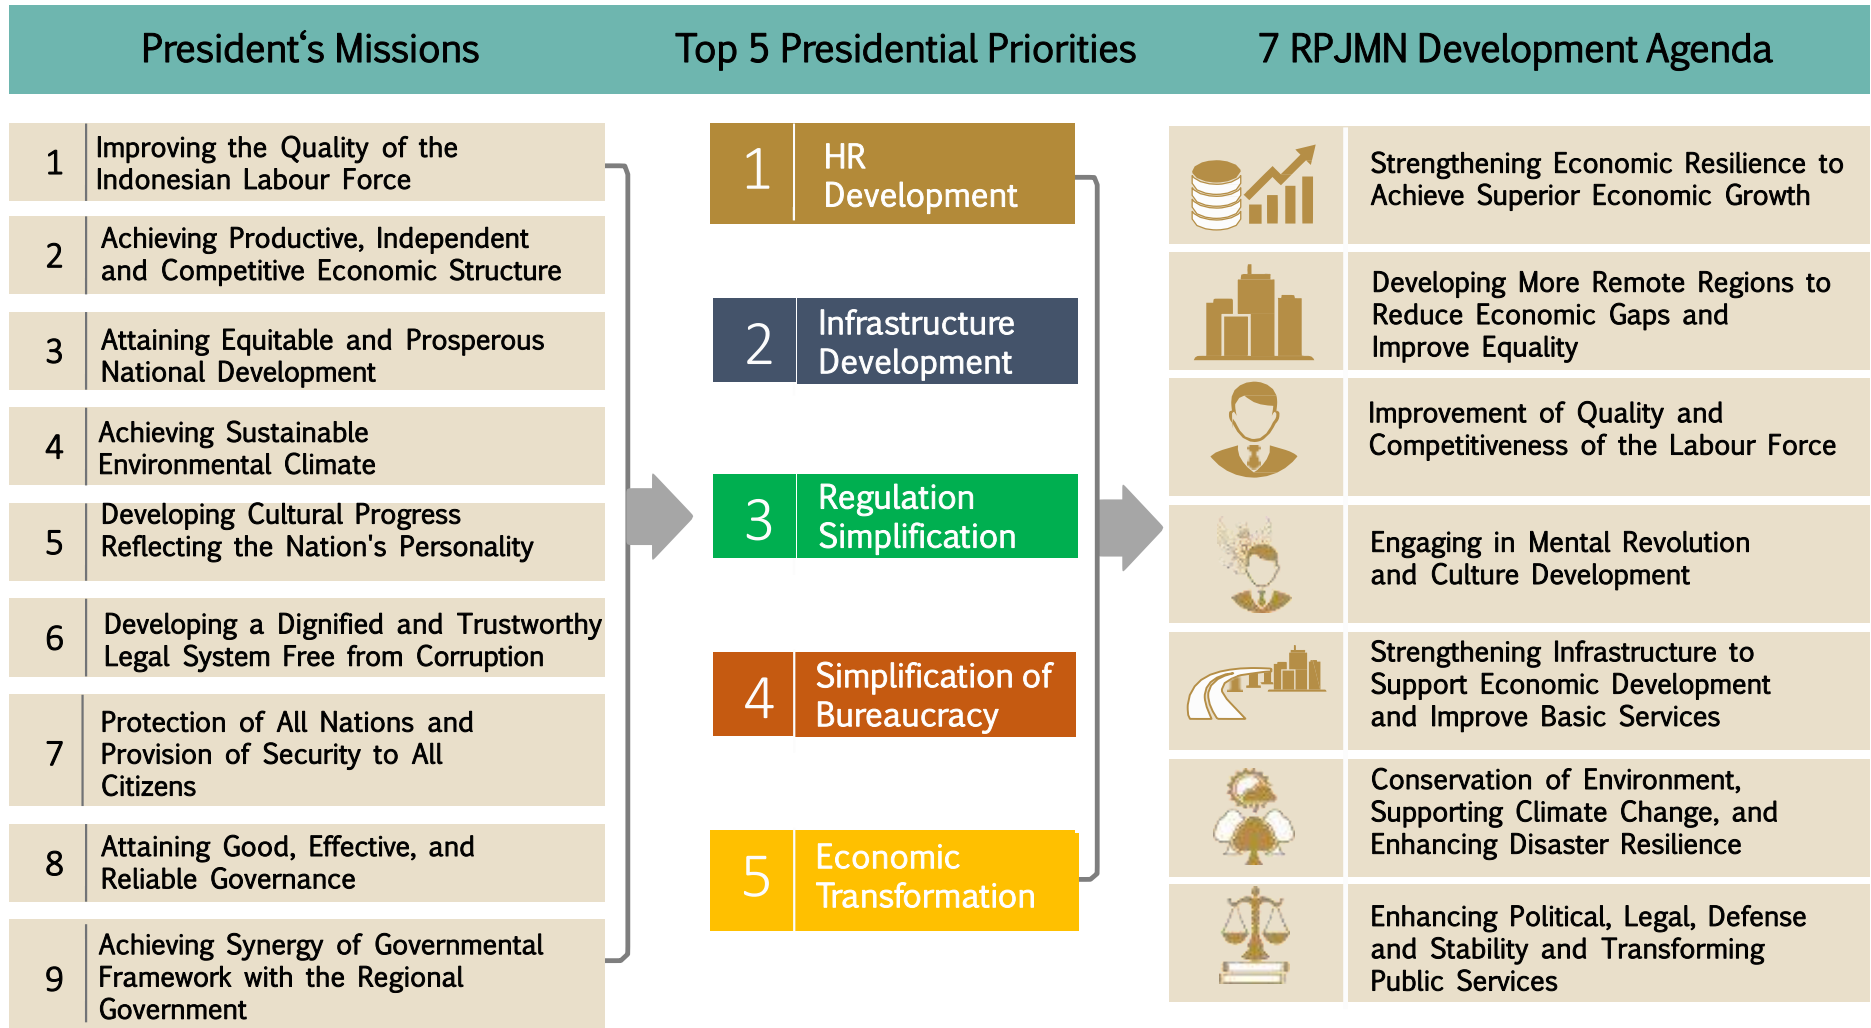 President‘s Missions
Top 5 Presidential Priorities
7 RPJMN Development Agenda
1
Improving the Quality of the
Indonesian Labour Force
2
Achieving Productive, Independent
and Competitive Economic Structure
3
Attaining Equitable and Prosperous
National Development
4
Achieving Sustainable
Environmental Climate
5
Developing Cultural Progress
Reflecting the Nation's Personality
6
Developing a Dignified and Trustworthy
Legal System Free from Corruption
7
Protection of All Nations and
Provision of Security to All
Citizens
8
Attaining Good, Effective, and
Reliable Governance
9
Achieving Synergy of Governmental
Framework with the Regional
Government
1
HR
Development
2
Infrastructure
Development
3
Regulation
Simplification
4
Simplification of
Bureaucracy
5
Economic
Transformation
Strengthening Economic Resilience to
Achieve Superior Economic Growth
Developing More Remote Regions to
Reduce Economic Gaps and
Improve Equality
Improvement of Quality and
Competitiveness of the Labour Force
Engaging in Mental Revolution
and Culture Development
Strengthening Infrastructure to
Support Economic Development
and Improve Basic Services
Conservation of Environment,
Supporting Climate Change, and
Enhancing Disaster Resilience
Enhancing Political, Legal, Defense
and Stability and Transforming
Public Services